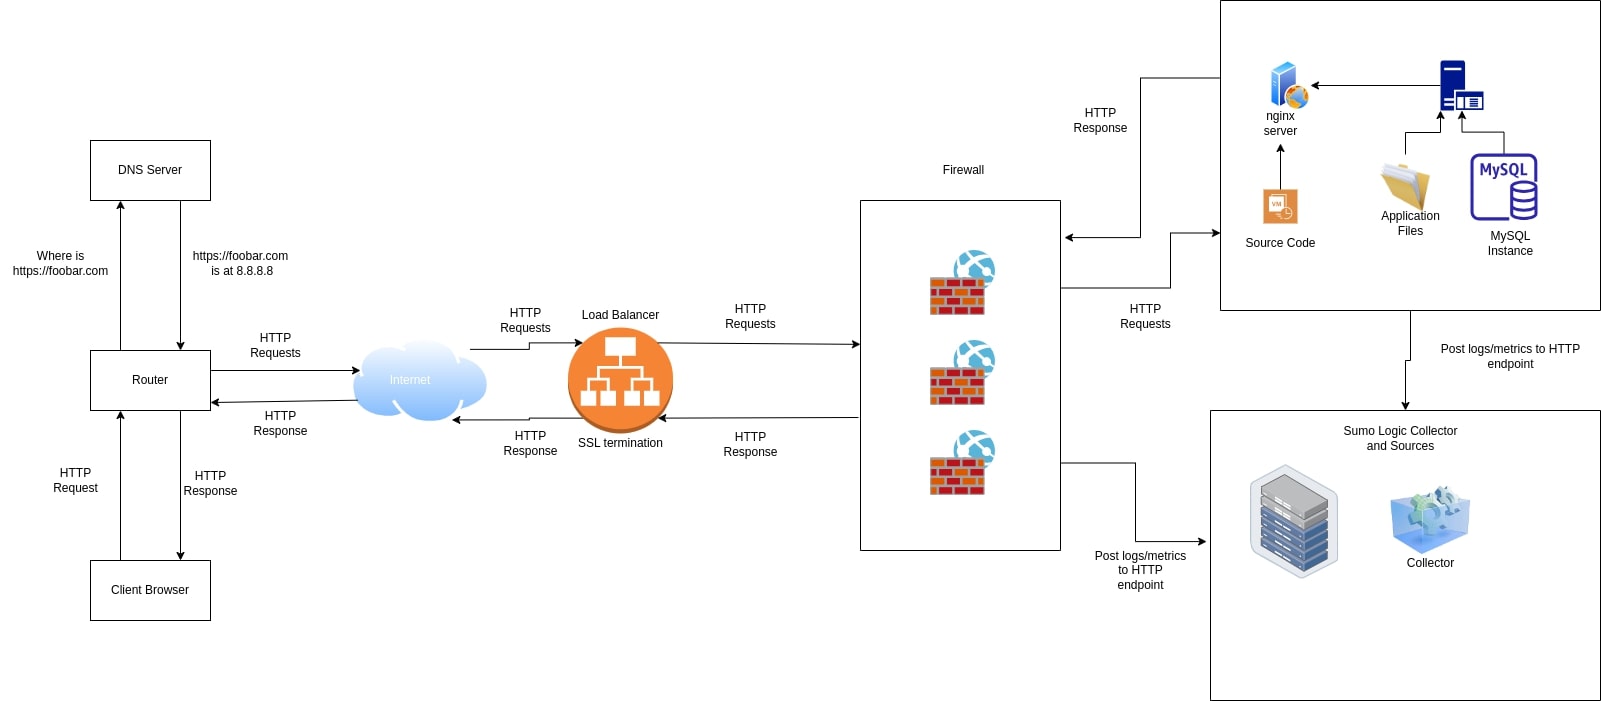 DNS Server
Where is
https://foobar.com
https://foobar.com
is at 8.8.8.8
Router
HTTP
Requests
HTTP
Response
HTTP
Request
HTTP
Response
Client Browser
Internet
HTTP
Requests
HTTP
Response
Load Balancer
SSL termination
HTTP
Requests
HTTP
Response
Firewall
HTTP
Response
HTTP
Requests
Post logs/metrics
to HTTP
endpoint
nginx
server
VM
Source Code
Application
Files
MySQL
MySQL
Instance
Post logs/metrics to HTTP
endpoint
Sumo Logic Collector
and Sources
Collector